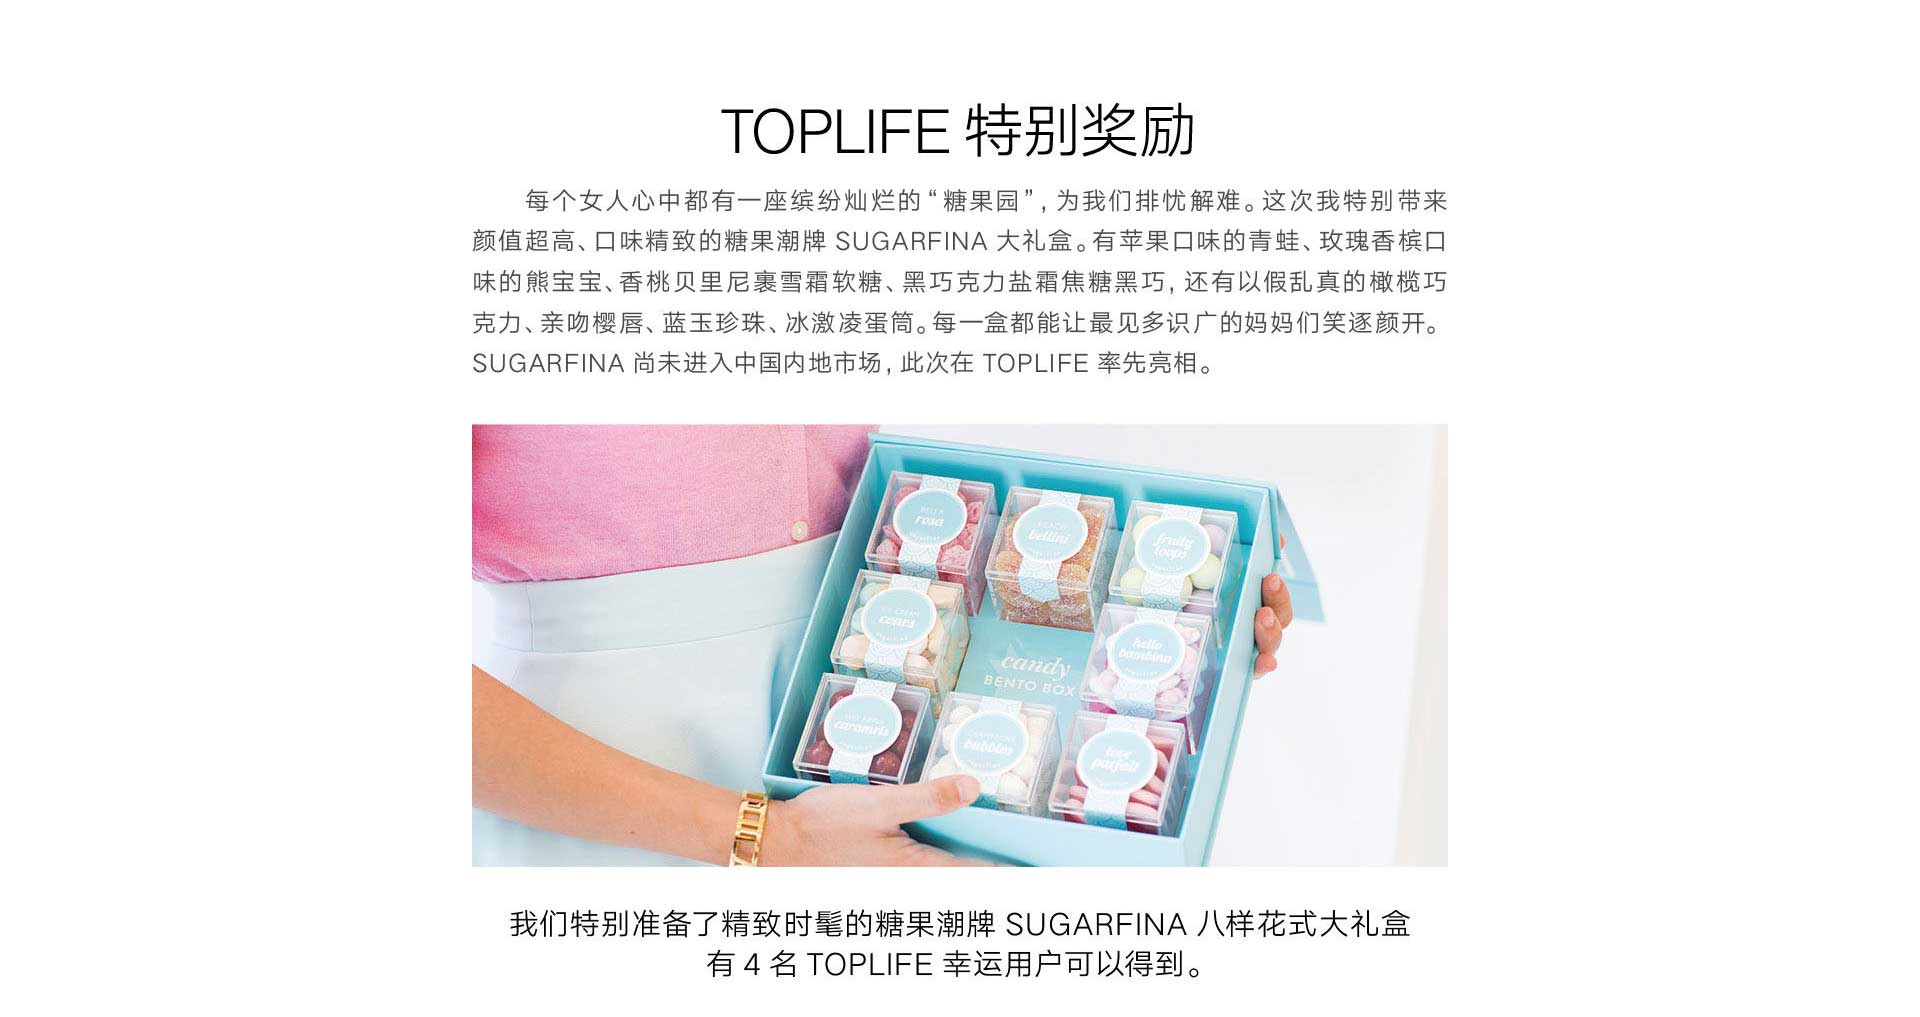 TOPLIFE 特别奖励
每个女人心中都有一座缤纷灿烂的“糖果园”，为我们排忧解难。这次我特别带来
颜值超高、口味精致的糖果潮牌 SUGARFINA 大礼盒。有苹果口味的青蛙、玫瑰香槟口
味的熊宝宝、香桃贝里尼裹雪霜软糖、黑巧克力盐霜焦糖黑巧，还有以假乱真的橄榄巧
克力、亲吻樱唇、蓝玉珍珠、冰激凌蛋筒。每一盒都能让最见多识广的妈妈们笑逐颜开。
SUGARFINA 尚未进入中国内地市场，此次在 TOPLIFE 率先亮相。
BELLA
rosa
PEACH
bellini
fruity
loops
ICE CREAM
cones
hello
bambina
candy
BENTO BOX
caramels
CHAMPAGNE
bubbles
love
parfait
我们特别准备了精致时髦的糖果潮牌 SUGARFINA 八样花式大礼盒
有 4 名 TOPLIFE 幸运用户可以得到。